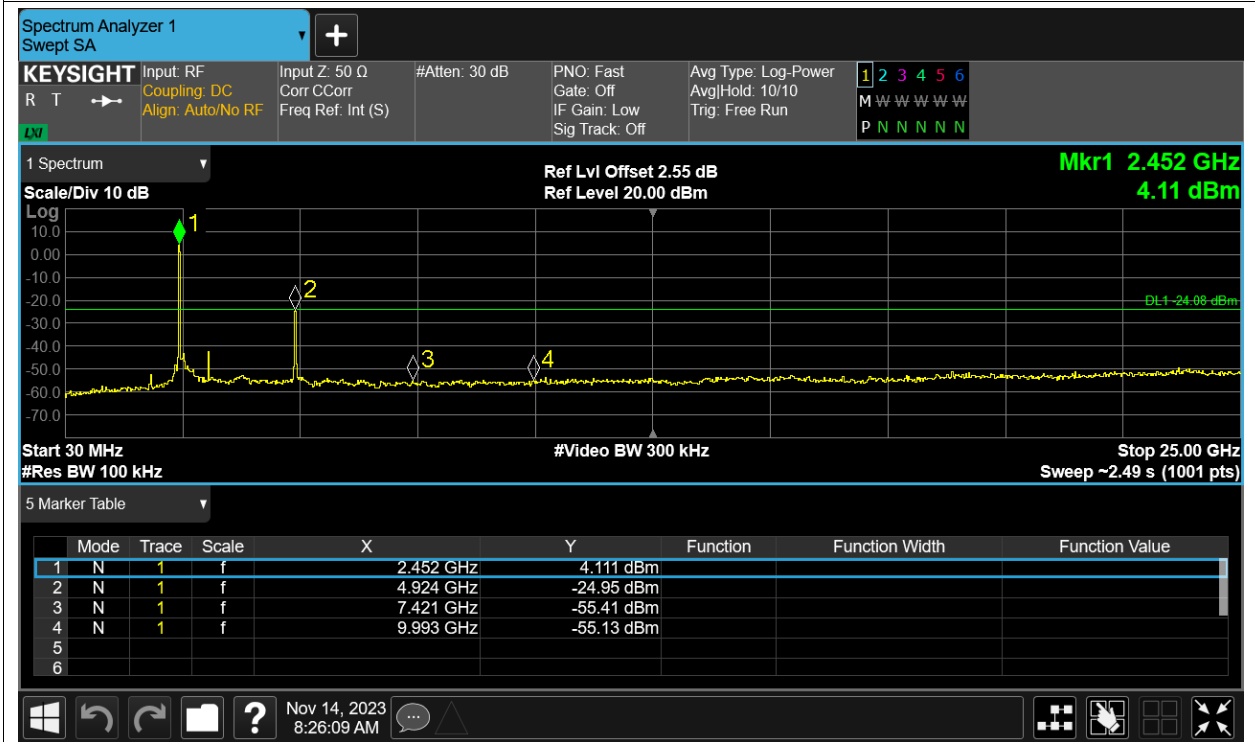 Spectrum Analyzer 1
Swept SA
+
KEYSIGHT
R T
LXI
Input: RF
Coupling: DC
Align: Auto/No RF
Input Z: 50 Ω
Corr CCorr
Freq Ref: Int (S)
#Atten: 30 dB
PNO: Fast
Gate: Off
IF Gain: Low
Sig Track: Off
Avg Type: Log-Power
Avg|Hold: 10/10
Trig: Free Run
1 2 3 4 5 6
M W W W W W
P N N N N N
1 Spectrum
Scale/Div 10 dB
Ref Lvl Offset 2.55 dB
Ref Level 20.00 dBm
Mkr1 2.452 GHz
4.11 dBm
Log
10.0
0.00
-10.0
-20.0
-30.0
-40.0
-50.0
-60.0
-70.0
1
2
3
4
DL1 -24.08 dBm
Start 30 MHz
#Video BW 300 kHz
Stop 25.00 GHz
#Res BW 100 kHz
Sweep ~2.49 s (1001 pts)
5 Marker Table
Mode Trace Scale X Y Function Function Width Function Value
1 N 1 f 2.452 GHz 4.111 dBm
2 N 1 f 4.924 GHz -24.95 dBm
3 N 1 f 7.421 GHz -55.41 dBm
4 N 1 f 9.993 GHz -55.13 dBm
5
6
?
Nov 14, 2023
8:26:09 AM